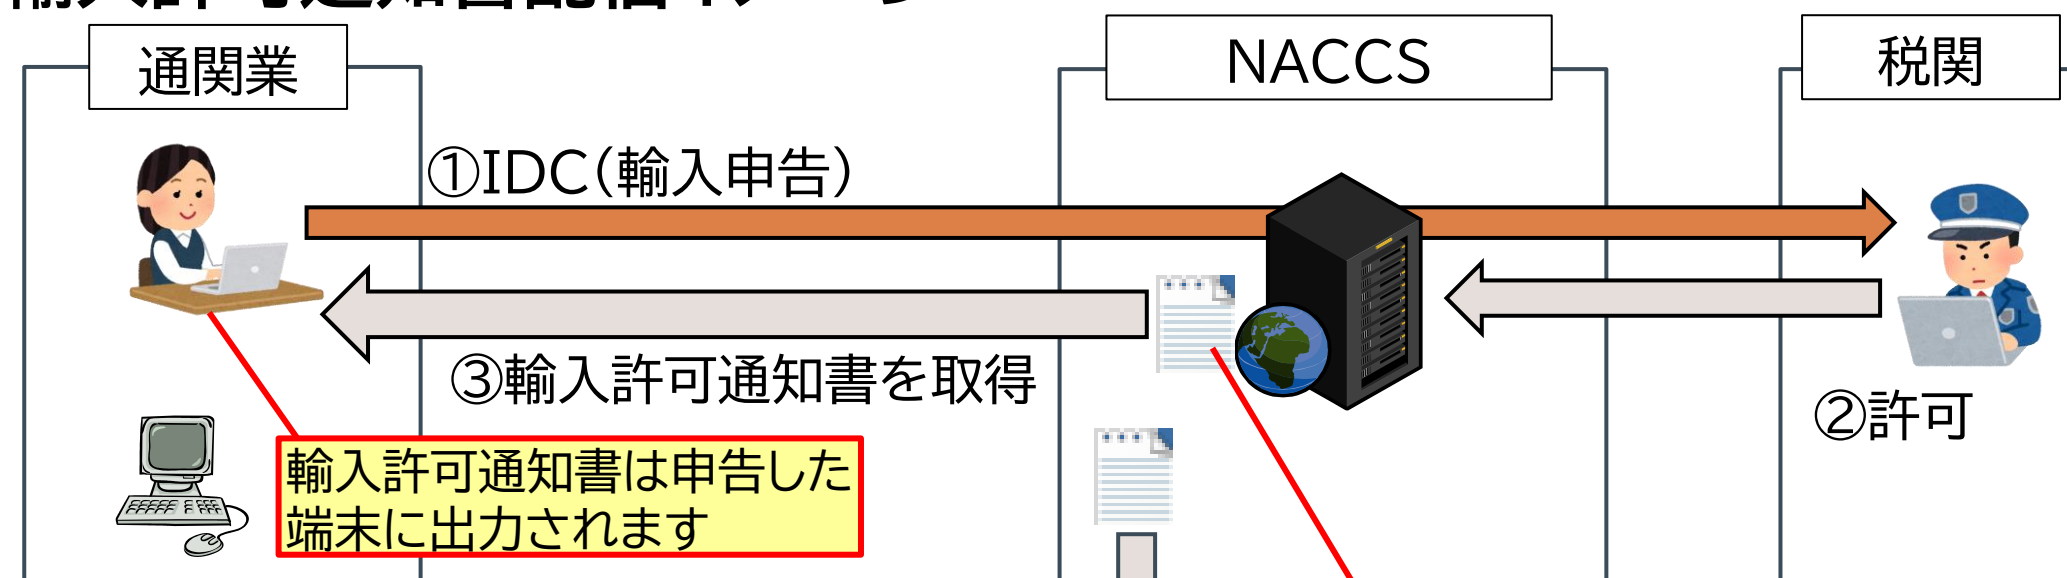 通関業
NACCS
税関
①IDC(輸入申告)
③輸入許可通知書を取得
②許可
輸入許可通知書は申告した
端末に出力されます